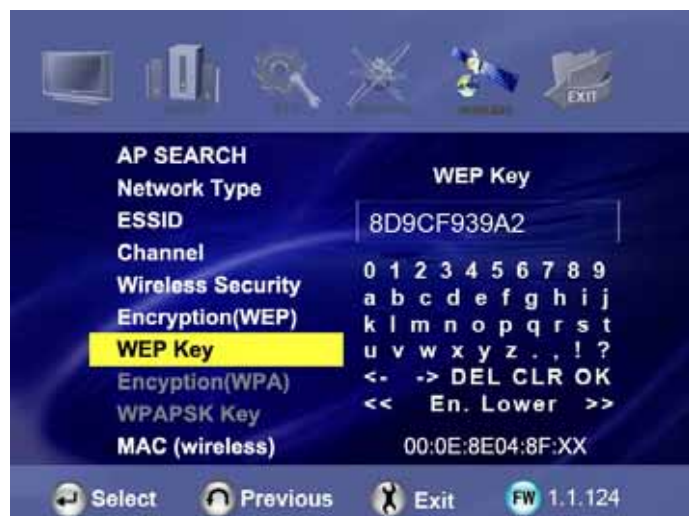 EXIT
AP SEARCH
Network Type
ESSID
Channel
Wireless Security
Encryption(WEP)
WEP Key
Encyption(WPA)
WPAPSK Key
MAC (wireless)
WEP Key
8D9CF939A2
0 1 2 3 4 5 6 7 8 9
a b c d e f g h i j
k l m n o p q r s t
u v w x y z . , ! ?
<- -> DEL CLR OK
<< En. Lower >>
00:0E:8E04:8F:XX
Select Previous Exit FW 1.1.124